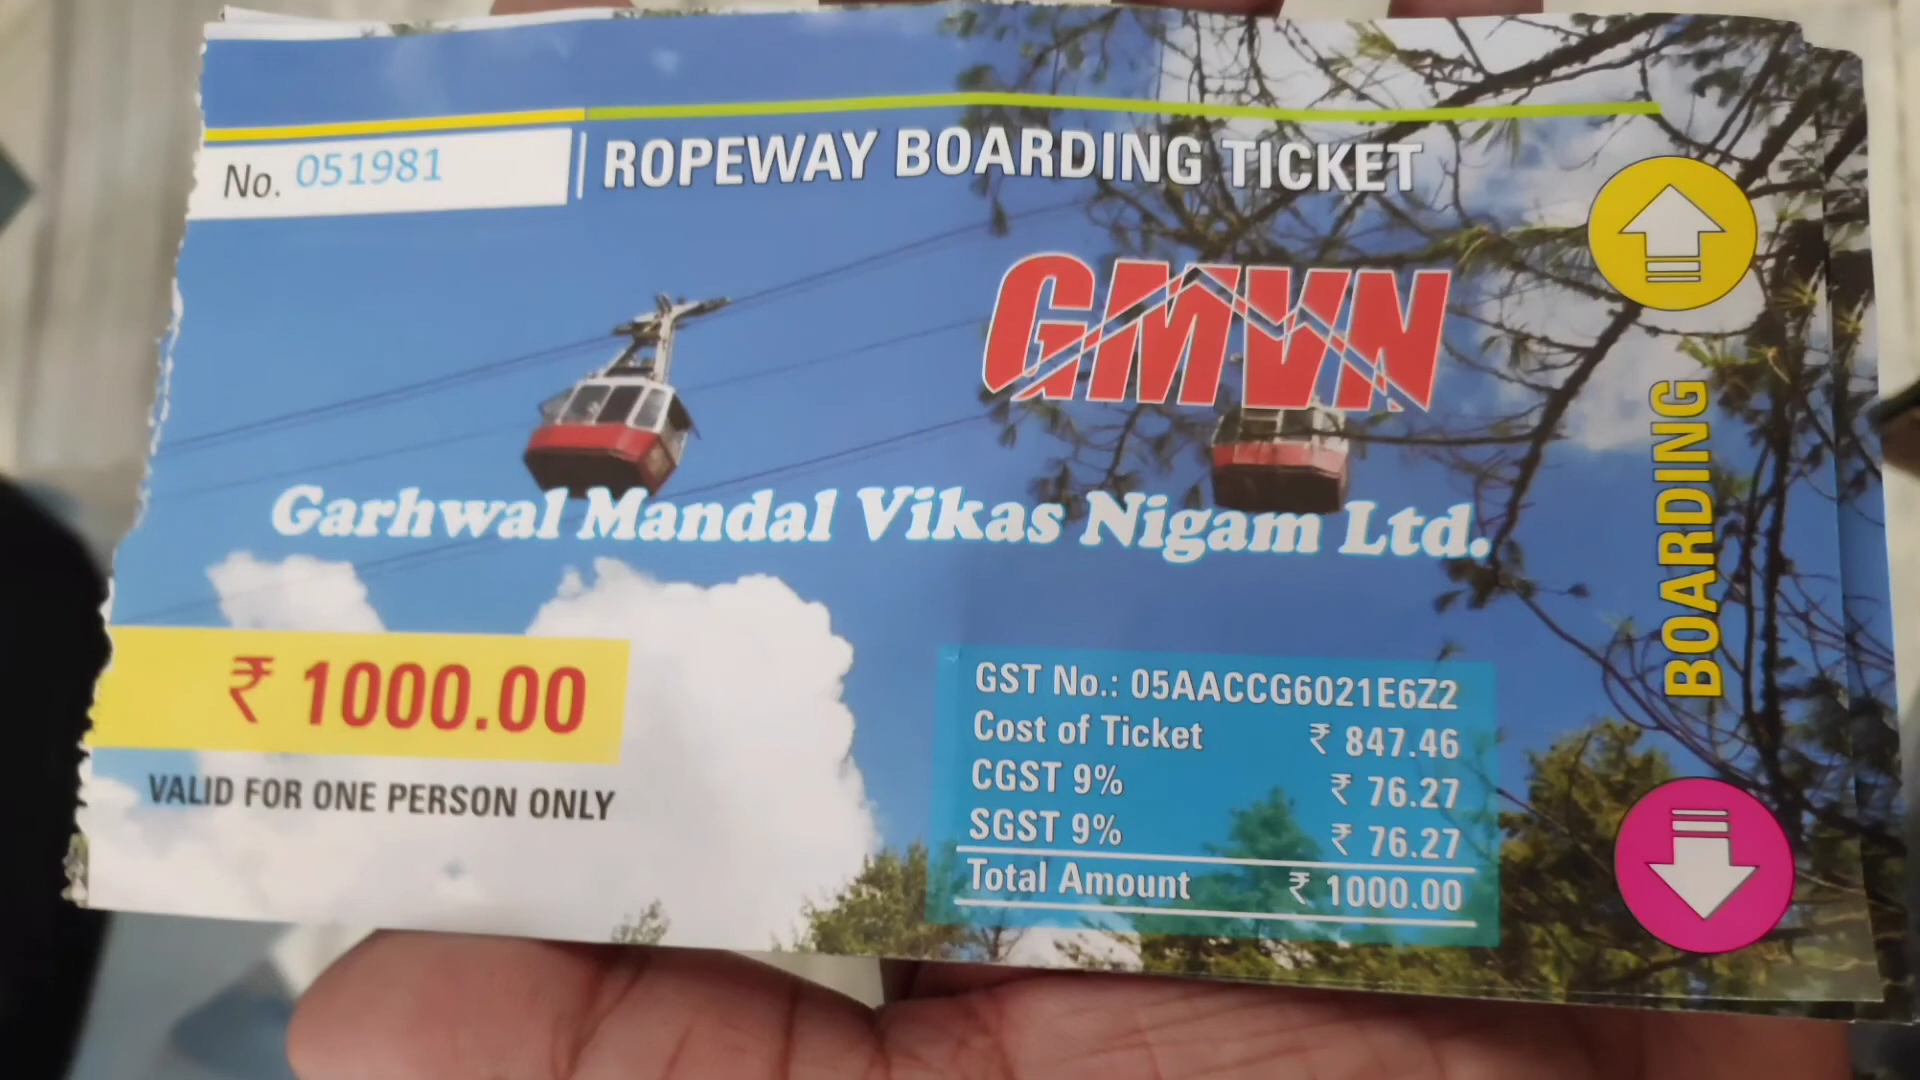 No. 051981
ROPEWAY BOARDING TICKET
GMVN
Garhwal Mandal Vikas Nigam Ltd.
₹ 1000.00
VALID FOR ONE PERSON ONLY
GST No.: 05AACCG6021E6Z2
Cost of Ticket ₹ 847.46
CGST 9% ₹ 76.27
SGST 9% ₹ 76.27
Total Amount ₹ 1000.00
BOARDING